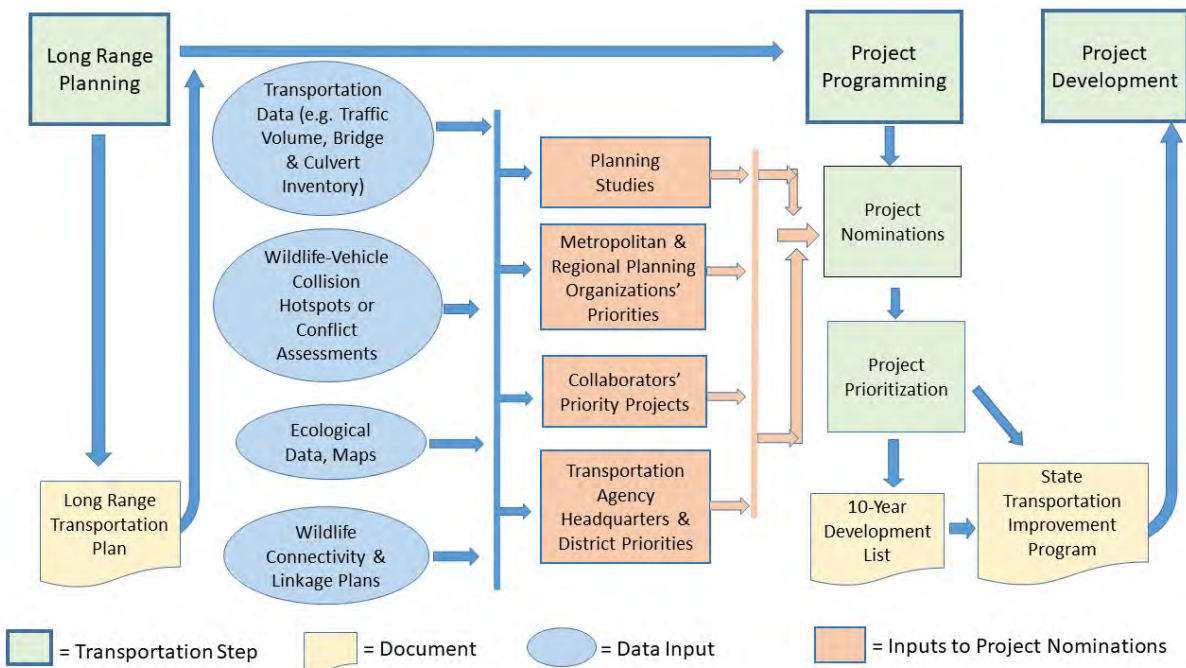 Long Range
Planning
Transportation
Data (e.g. Traffic
Volume, Bridge
& Culvert
Inventory)
Wildlife-Vehicle
Collision
Hotspots or
Conflict
Assessments
Ecological
Data, Maps
Wildlife
Connectivity &
Linkage Plans
Long Range
Transportation
Plan
Planning
Studies
Metropolitan &
Regional Planning
Organizations’
Priorities
Collaborators’
Priority Projects
Transportation
Agency
Headquarters &
District Priorities
Project
Programming
Project
Nominations
Project
Prioritization
10-Year
Development
List
State
Transportation
Improvement
Program
Project
Development
= Transportation Step
= Document
= Data Input
= Inputs to Project Nominations